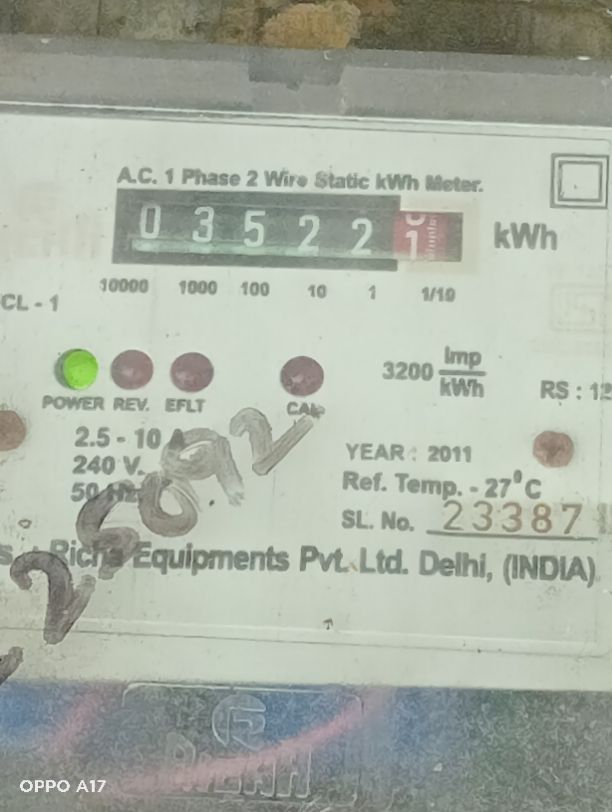 A.C. 1 Phase 2 Wire Static kWh Meter.
0 3 5 2 2 1 kWh
10000 1000 100 10 1 1/10
CL - 1
3200 Imp/kWh
POWER REV. EFLT CAL
RS : 12
2.5 - 10 A
240 V.
50 Hz
YEAR : 2011
Ref. Temp. - 27°C
SL. No. 23387
Richa Equipments Pvt. Ltd. Delhi, (INDIA)
OPPO A17